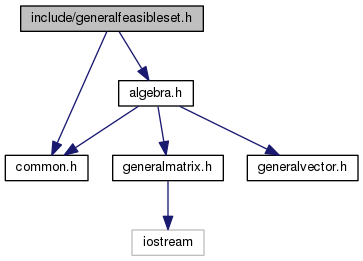 include/generalfeasibleset.h
algebra.h
common.h
generalmatrix.h
generalvector.h
iostream